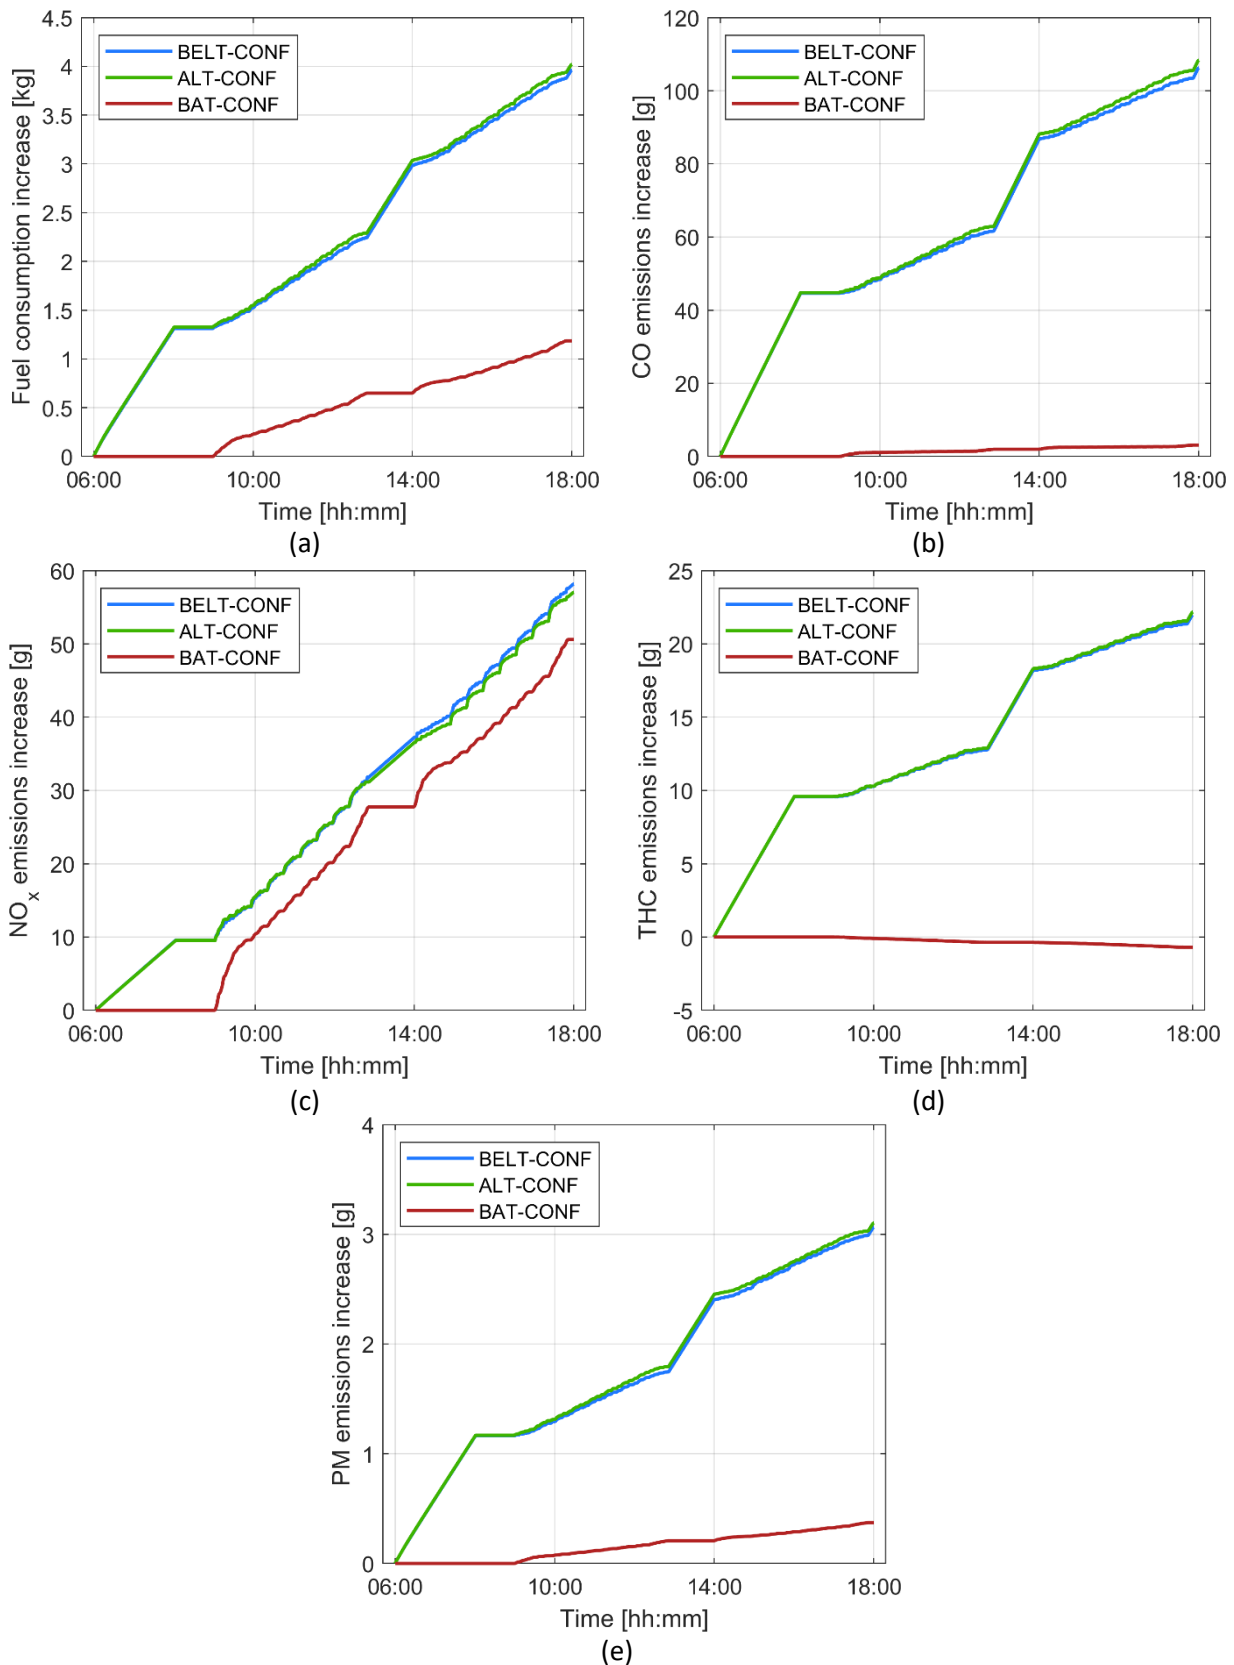 Fuel consumption increase [kg]
4.5
4
3.5
3
2.5
2
1.5
1
0.5
0
BELT-CONF
ALT-CONF
BAT-CONF
06:00 10:00 14:00 18:00
Time [hh:mm]
(a)
CO emissions increase [g]
120
100
80
60
40
20
0
BELT-CONF
ALT-CONF
BAT-CONF
06:00 10:00 14:00 18:00
Time [hh:mm]
(b)
NOx emissions increase [g]
60
50
40
30
20
10
0
BELT-CONF
ALT-CONF
BAT-CONF
06:00 10:00 14:00 18:00
Time [hh:mm]
(c)
THC emissions increase [g]
25
20
15
10
5
0
-5
BELT-CONF
ALT-CONF
BAT-CONF
06:00 10:00 14:00 18:00
Time [hh:mm]
(d)
PM emissions increase [g]
4
3
2
1
0
BELT-CONF
ALT-CONF
BAT-CONF
06:00 10:00 14:00 18:00
Time [hh:mm]
(e)